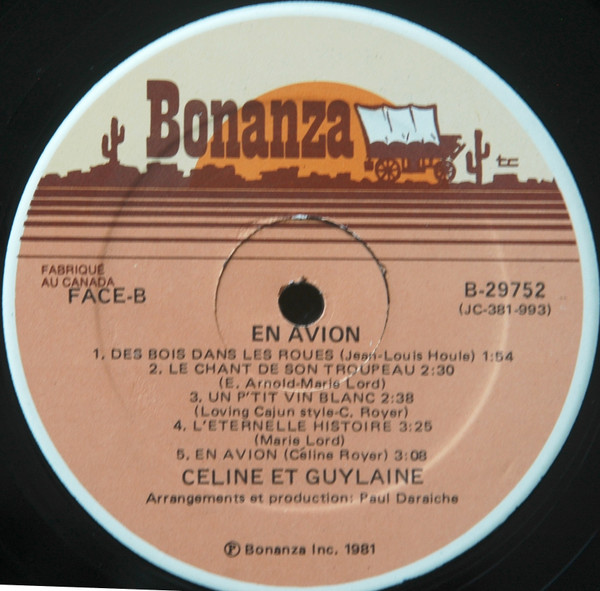 Bonanza
tc
FABRIQUÉ
AU CANADA
FACE-B
B-29752
(JC-381-993)
EN AVION
1. DES BOIS DANS LES ROUES (Jean-Louis Houle) 1:54
2. LE CHANT DE SON TROUPEAU 2:30
(E. Arnold-Marie Lord)
3. UN P'TIT VIN BLANC 2:38
(Loving Cajun style-C. Royer)
4. L'ETERNELLE HISTOIRE 3:25
(Marie Lord)
5. EN AVION (Céline Royer) 3:08
CELINE ET GUYLAINE
Arrangements et production: Paul Daraiche
℗ Bonanza Inc. 1981